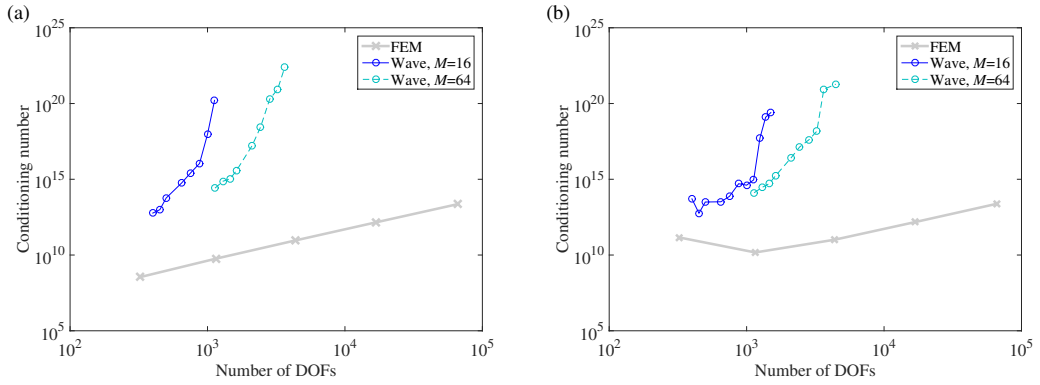 (a)
10^25
10^20
10^15
10^10
10^5
10^2
10^3
10^4
10^5
Conditioning number
Number of DOFs
FEM
Wave, M=16
Wave, M=64
(b)
10^25
10^20
10^15
10^10
10^5
10^2
10^3
10^4
10^5
Conditioning number
Number of DOFs
FEM
Wave, M=16
Wave, M=64